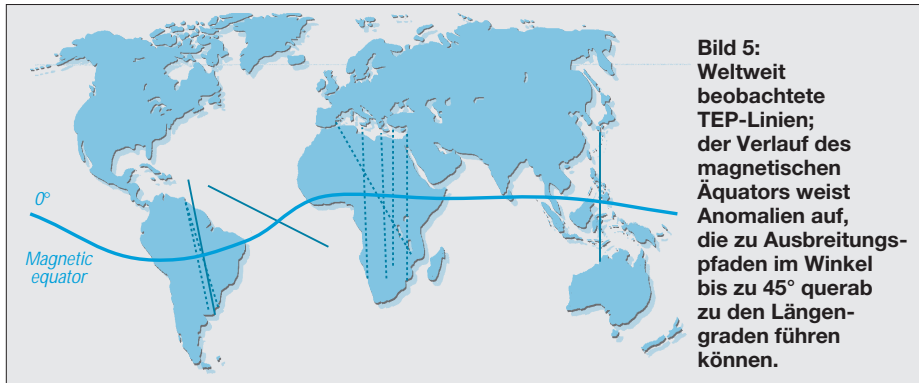 Bild 5:
Weltweit
beobachtete
TEP-Linien;
der Verlauf des
magnetischen
Äquators weist
Anomalien auf,
die zu Ausbreitungs-
pfaden im Winkel
bis zu 45° querab
zu den Längen-
graden führen
können.
0°
Magnetic
equator